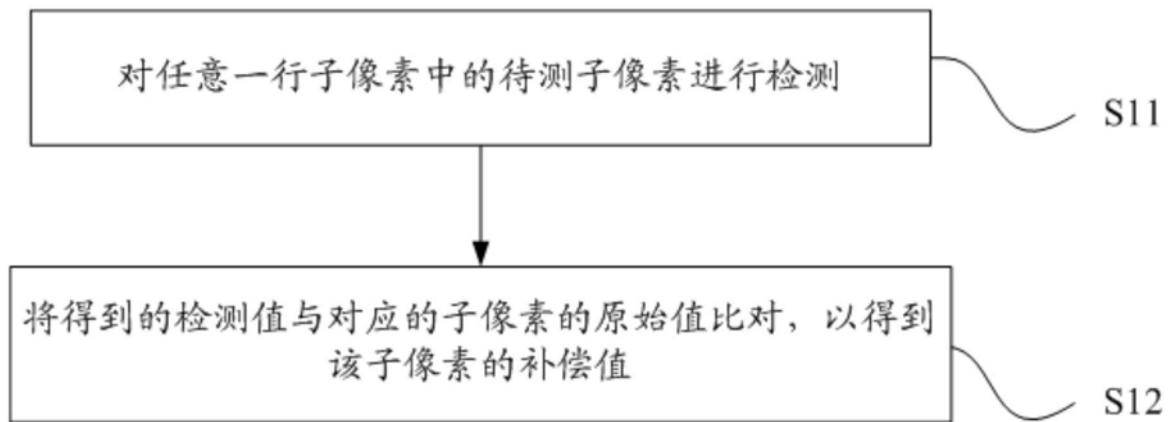 对任意一行子像素中的待测子像素进行检测
S11
将得到的检测值与对应的子像素的原始值比对，以得到
该子像素的补偿值
S12